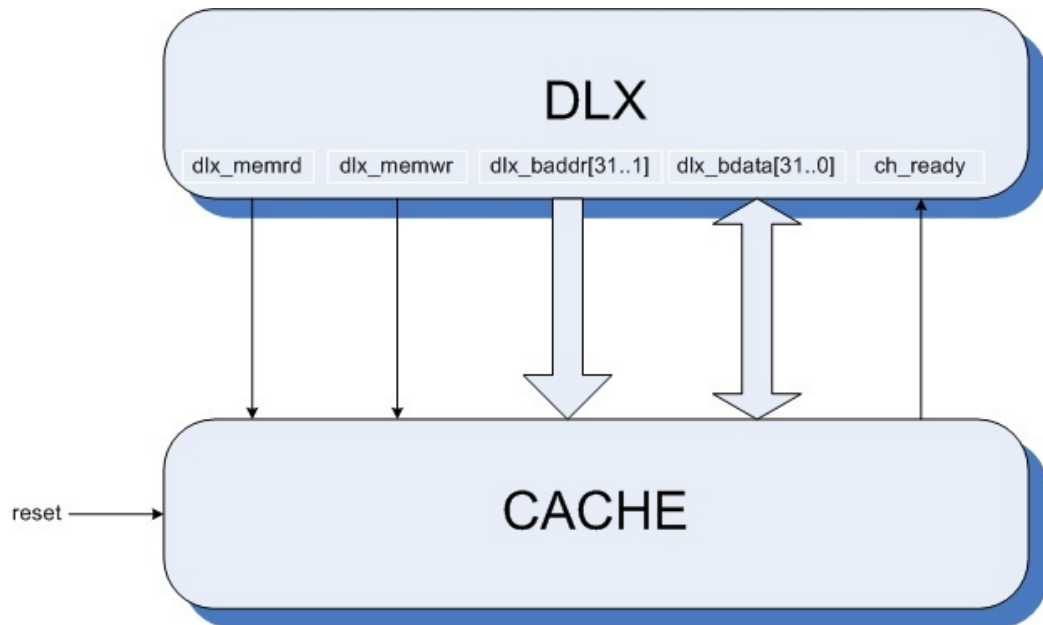 DLX
dlx_memrd dlx_memwr dlx_baddr[31..1] dlx_bdata[31..0] ch_ready
reset
CACHE